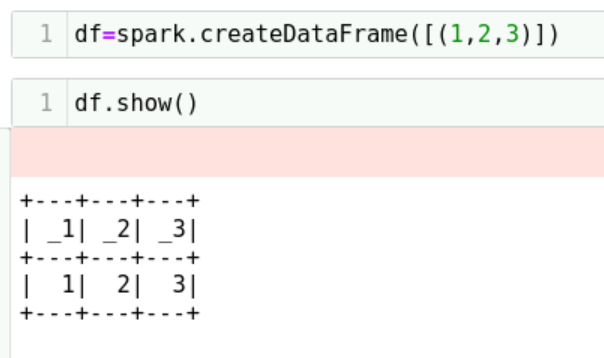 1 df=spark.createDataFrame([(1,2,3)])
1 df.show()
+---+---+---+
| _1| _2| _3|
+---+---+---+
|  1|  2|  3|
+---+---+---+